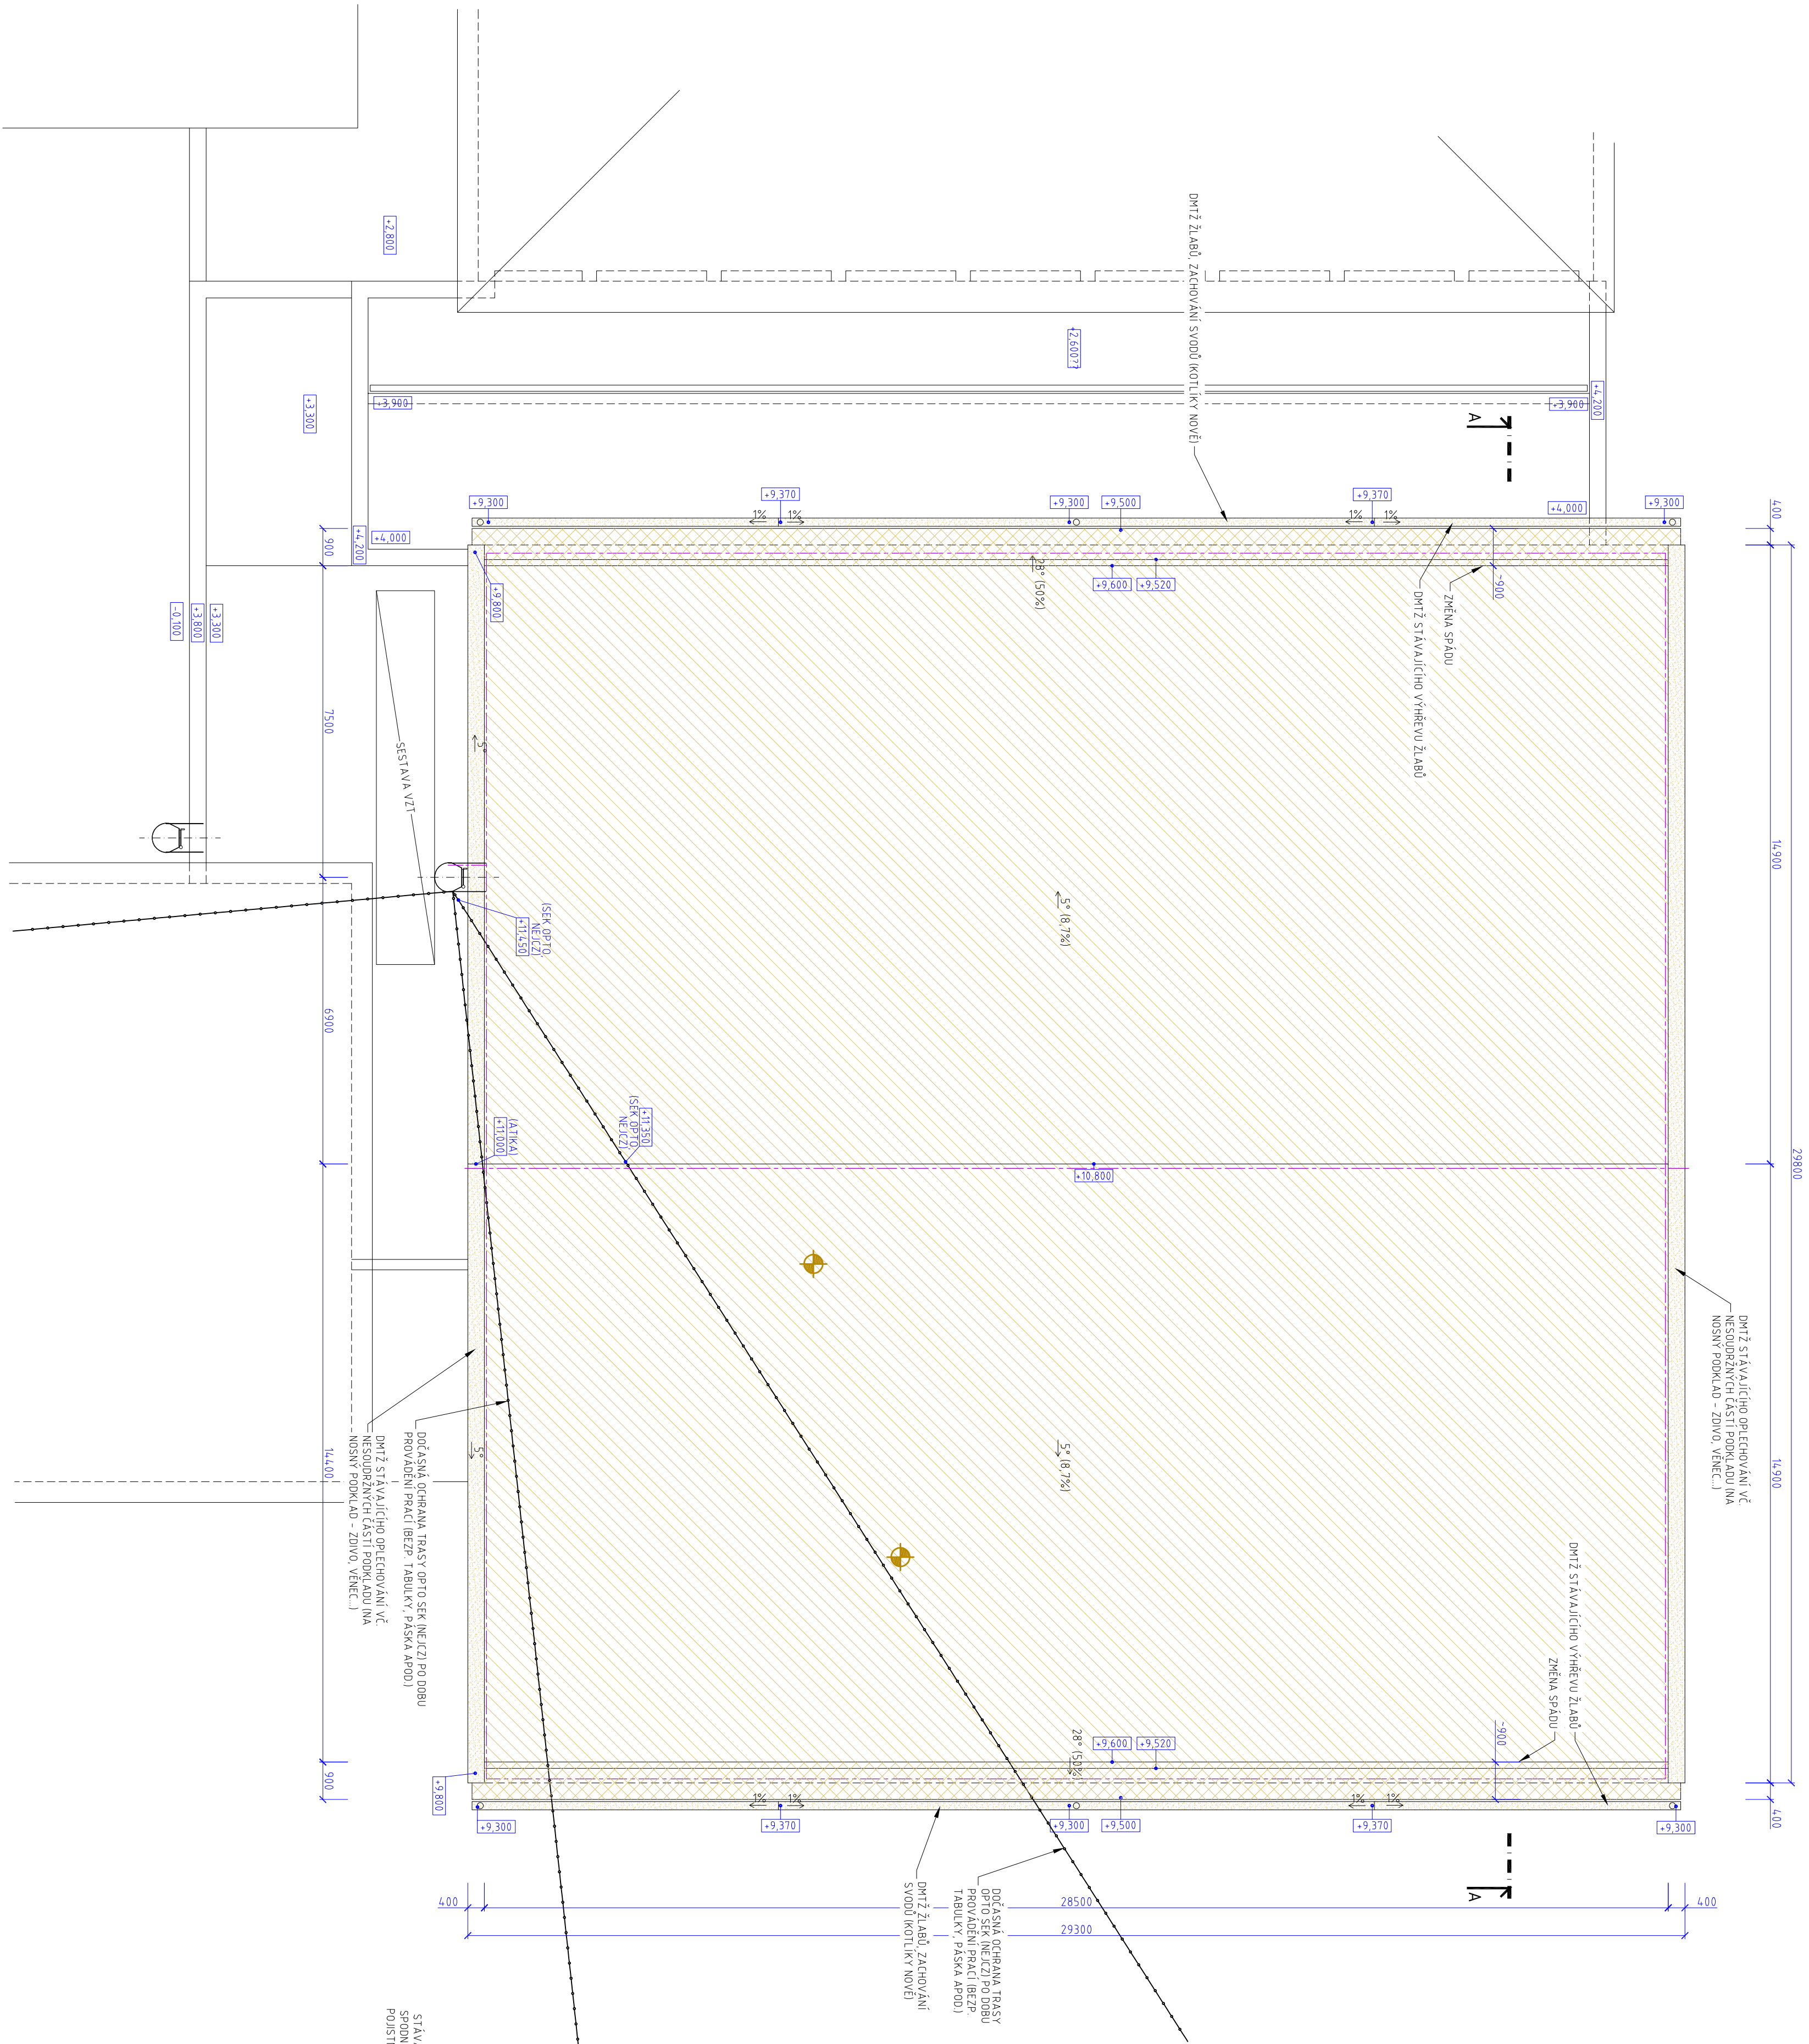 +2,800
+3,300
+3,900
+2,600??
DMTŽ ŽLABŮ, ZACHOVÁNÍ SVODŮ (KOTLÍKY NOVÉ)
+3,900
+4,200
A
+4,000
+9,300
+9,370
+9,300
+9,500
+9,370
+9,300
1%
1%
1%
1%
400
900
+4,200
+4,000
+9,800
28° (50%)
+9,600
+9,520
~900
ZMĚNA SPÁDU
DMTŽ STÁVAJÍCÍHO VÝHŘEVU ŽLABŮ
-0,100
+3,800
+3,300
7500
SESTAVA VZT
5°
5° (8,7%)
14900
29800
(SEK OPTO,
NEJ.CZ)
+11,450
6900
(ATIKA)
+11,000
+11,350
(SEK OPTO,
NEJ.CZ)
+10,800
DMTŽ STÁVAJÍCÍHO OPLECHOVÁNÍ VČ.
NESOUDRŽNÝCH ČÁSTÍ PODKLADU (NA
NOSNÝ PODKLAD - ZDIVO, VĚNEC...)
14400
5°
5° (8,7%)
14900
DMTŽ STÁVAJÍCÍHO OPLECHOVÁNÍ VČ.
NESOUDRŽNÝCH ČÁSTÍ PODKLADU (NA
NOSNÝ PODKLAD - ZDIVO, VĚNEC...)
DOČASNÁ OCHRANA TRASY OPTO SEK (NEJ.CZ) PO DOBU
PROVÁDĚNÍ PRACÍ (BEZP. TABULKY, PÁSKA APOD.)
DMTŽ STÁVAJÍCÍHO VÝHŘEVU ŽLABŮ
ZMĚNA SPÁDU
900
+9,800
28° (50%)
+9,600
+9,520
~900
400
1%
1%
1%
1%
+9,300
+9,370
+9,300
+9,500
+9,370
+9,300
A
400
28500
400
29300
DMTŽ ŽLABŮ, ZACHOVÁNÍ
SVODŮ (KOTLÍKY NOVÉ)
DOČASNÁ OCHRANA TRASY
OPTO SEK (NEJ.CZ) PO DOBU
PROVÁDĚNÍ PRACÍ (BEZP.
TABULKY, PÁSKA APOD.)